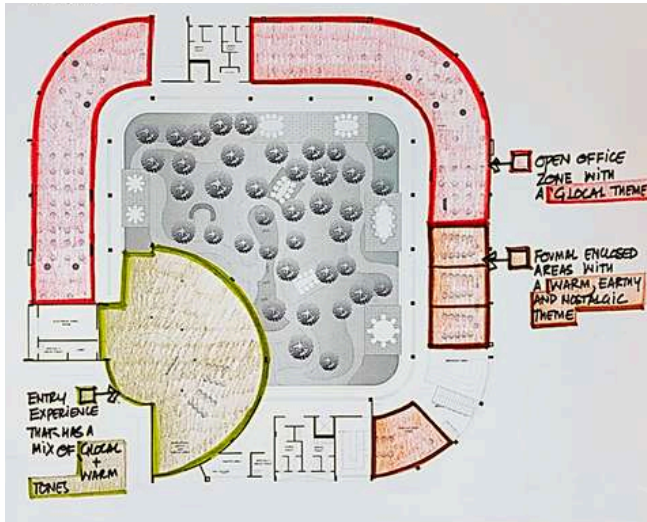 OPEN OFFICE
ZONE WITH
A GLOCAL THEME
FORMAL ENCLOSED
AREAS WITH
A WARM, EARTHY
AND NOSTALGIC
THEME
ENTRY
EXPERIENCE
THAT HAS A
MIX OF GLOCAL
+
WARM
TONES